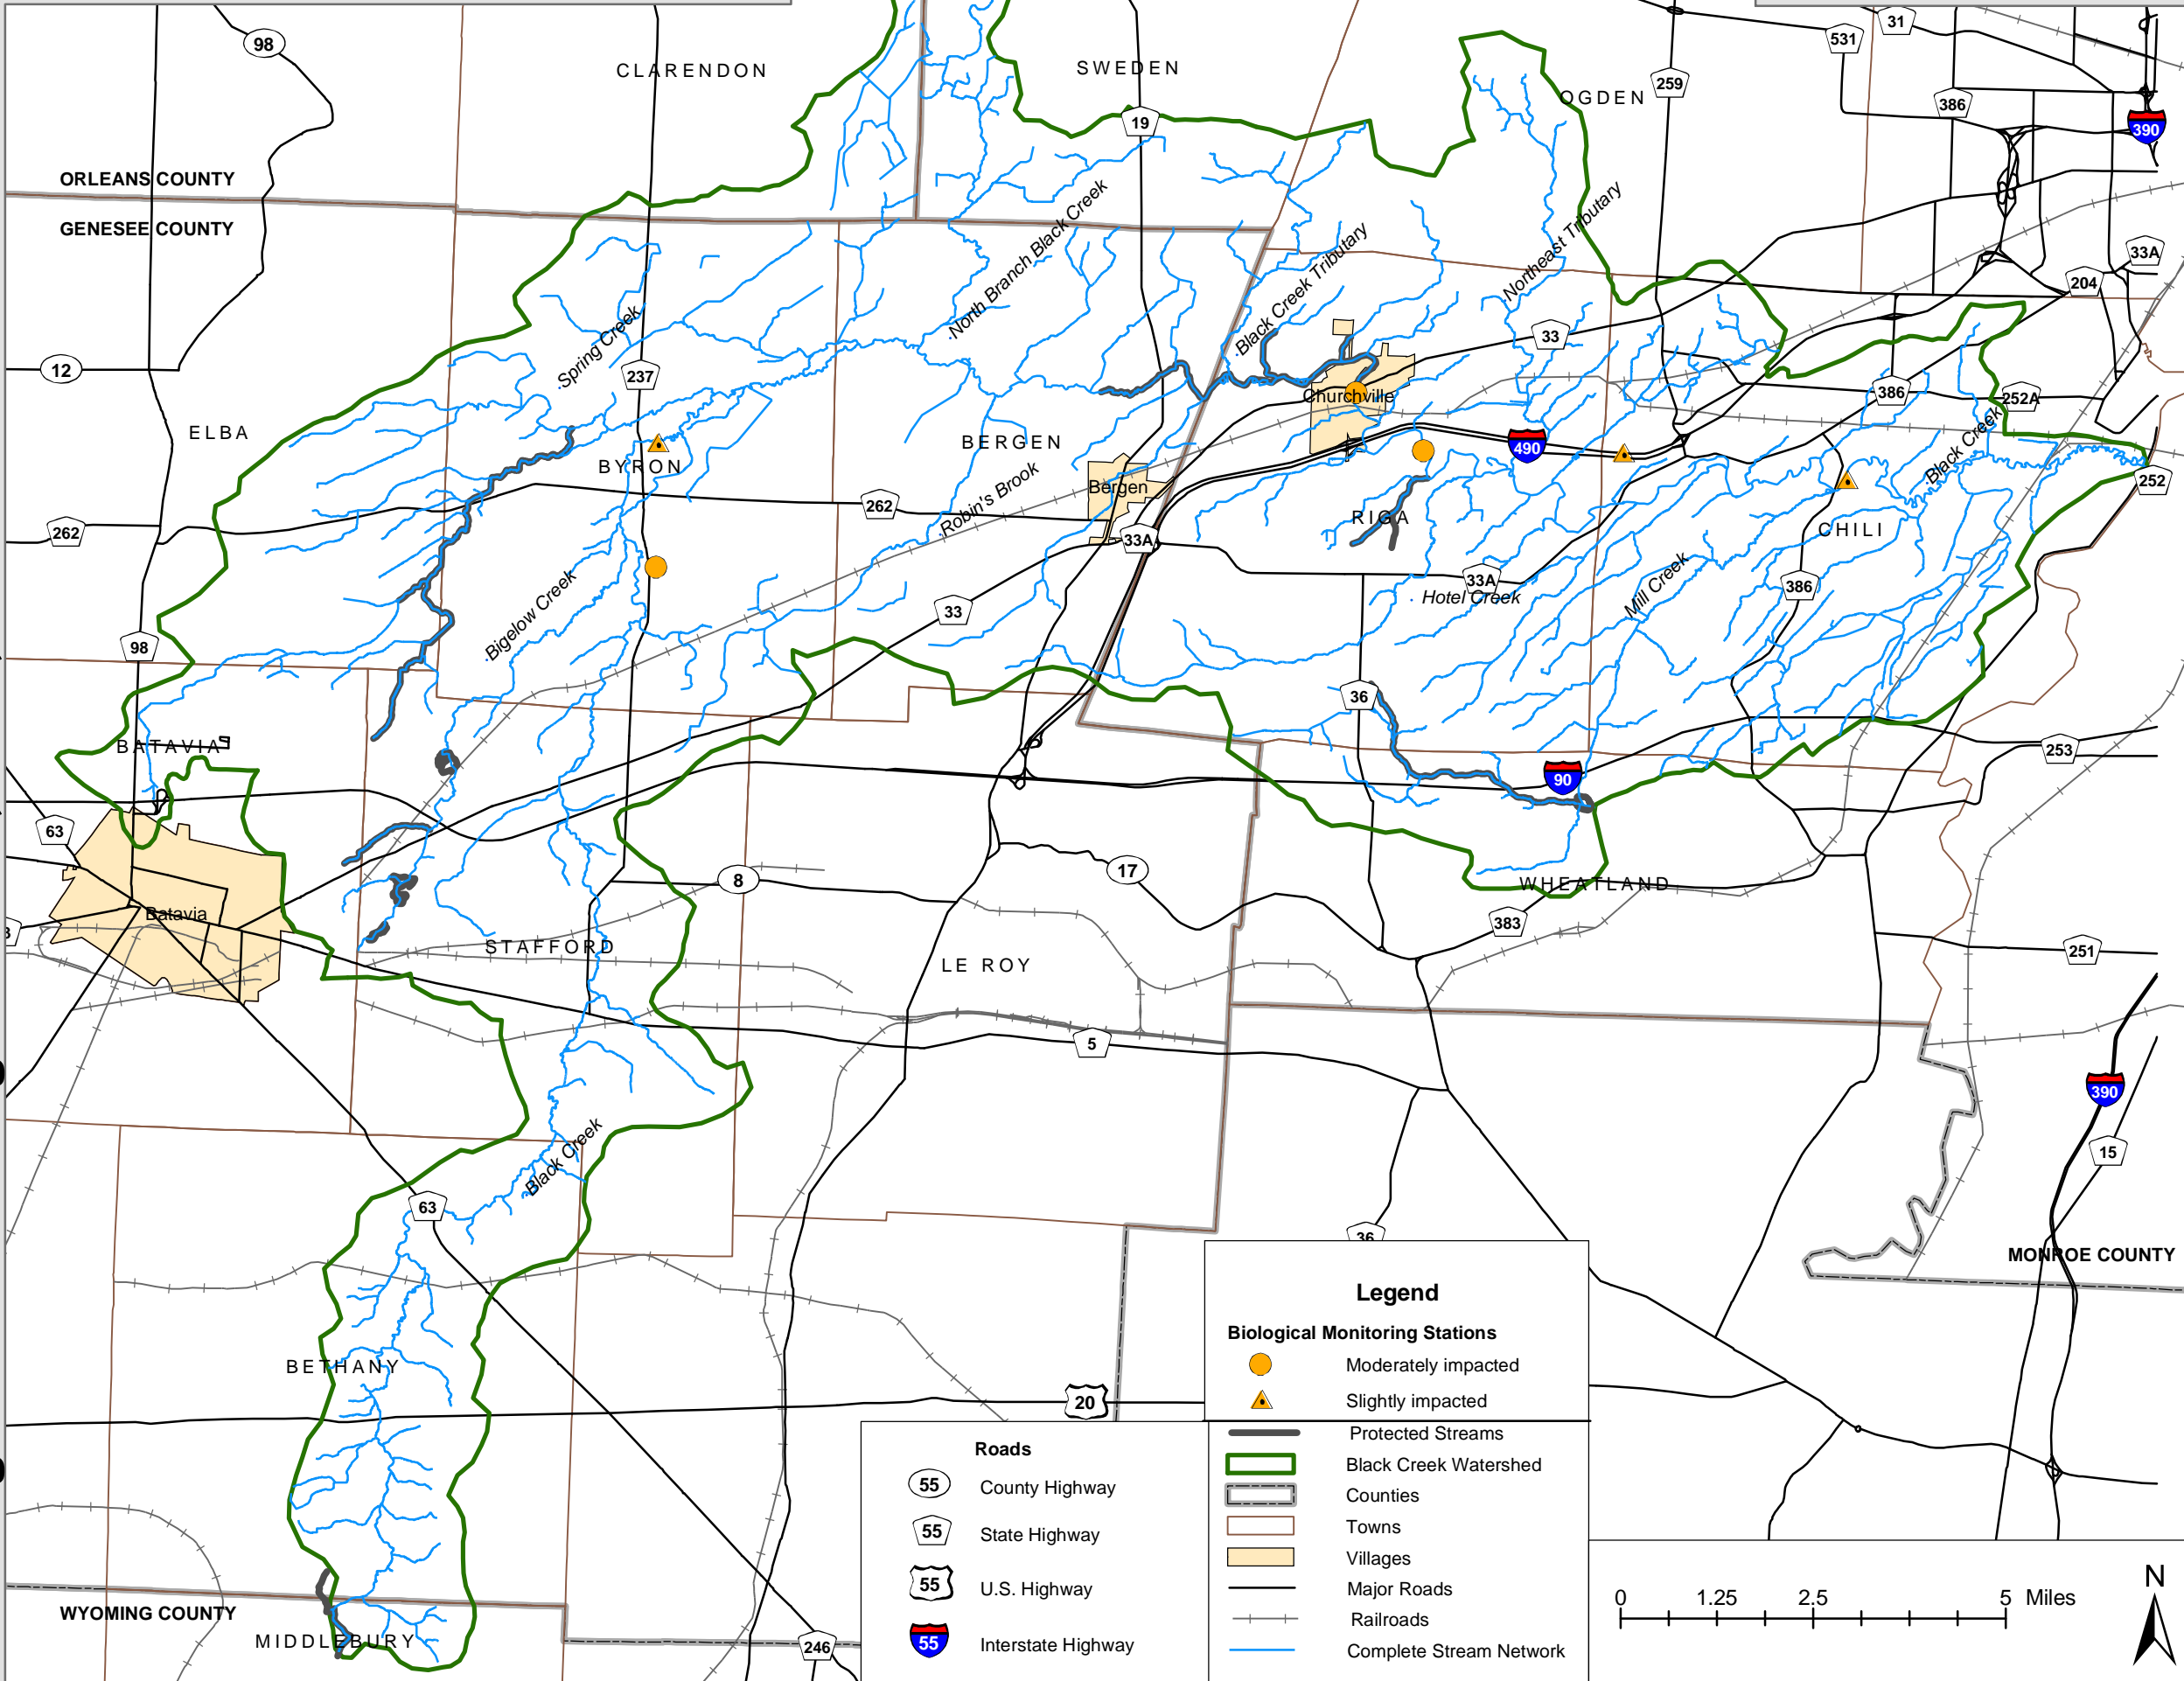 98
CLARENDON
SWEDEN
OGDEN
259
531
31
386
390
19
ORLEANS COUNTY
GENESEE COUNTY
North Branch Black Creek
Black Creek Tributary
Northeast Tributary
33A
204
Spring Creek
12
237
33
386
252A
Churchville
ELBA
BYRON
BERGEN
490
Black Creek
252
Bergen
Robin's Brook
262
262
33A
RIGA
CHILI
Bigelow Creek
33
33A
Hotel Creek
Mill Creek
386
98
36
BATAVIA
90
253
63
8
17
WHEATLAND
383
Batavia
STAFFORD
LE ROY
251
5
390
Black Creek
15
63
36
MONROE COUNTY
BETHANY
20
WYOMING COUNTY
MIDDLEBURY
246
Legend
Biological Monitoring Stations
Moderately impacted
Slightly impacted
Protected Streams
Black Creek Watershed
Counties
Towns
Villages
Major Roads
Railroads
Complete Stream Network
Roads
55 County Highway
55 State Highway
55 U.S. Highway
55 Interstate Highway
0 1.25 2.5 5 Miles
N